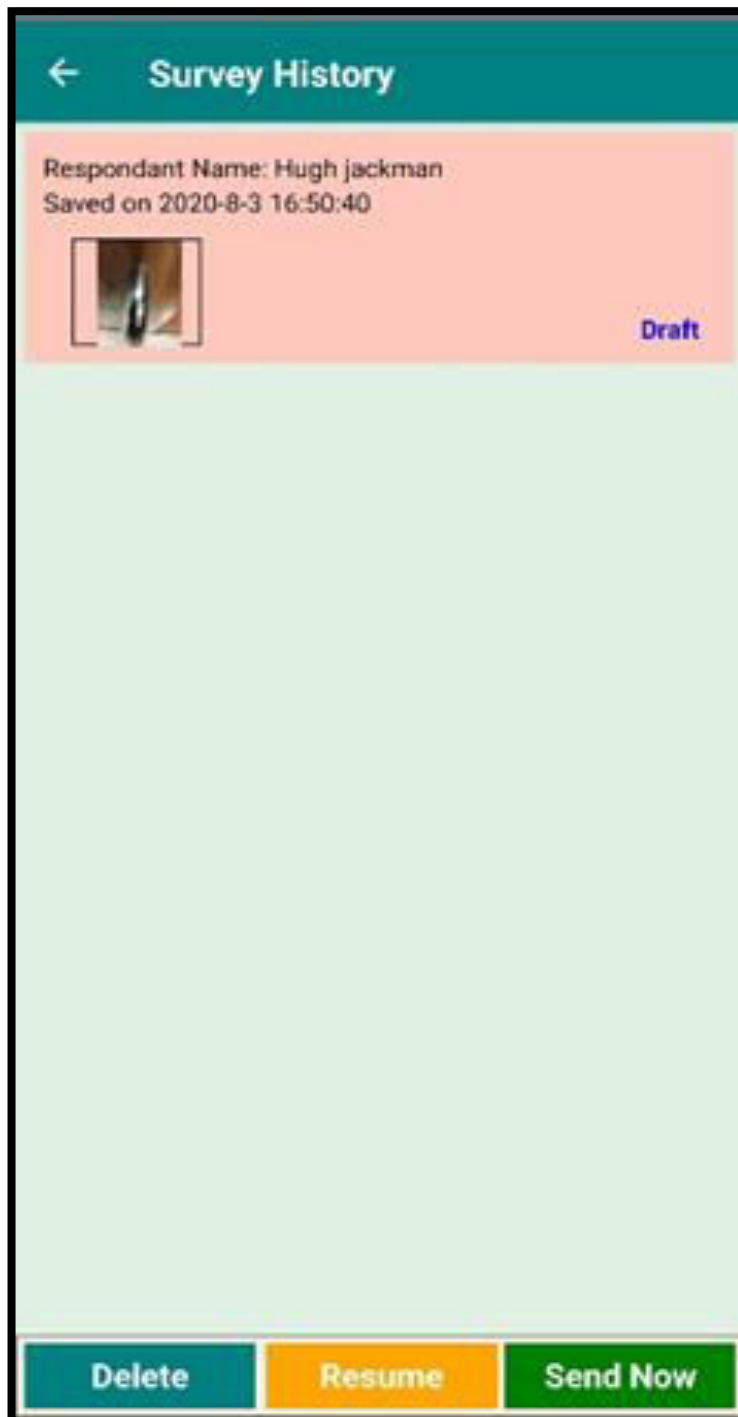 Survey History
Respondant Name: Hugh jackman
Saved on 2020-8-3 16:50:40
Draft
Delete
Resume
Send Now